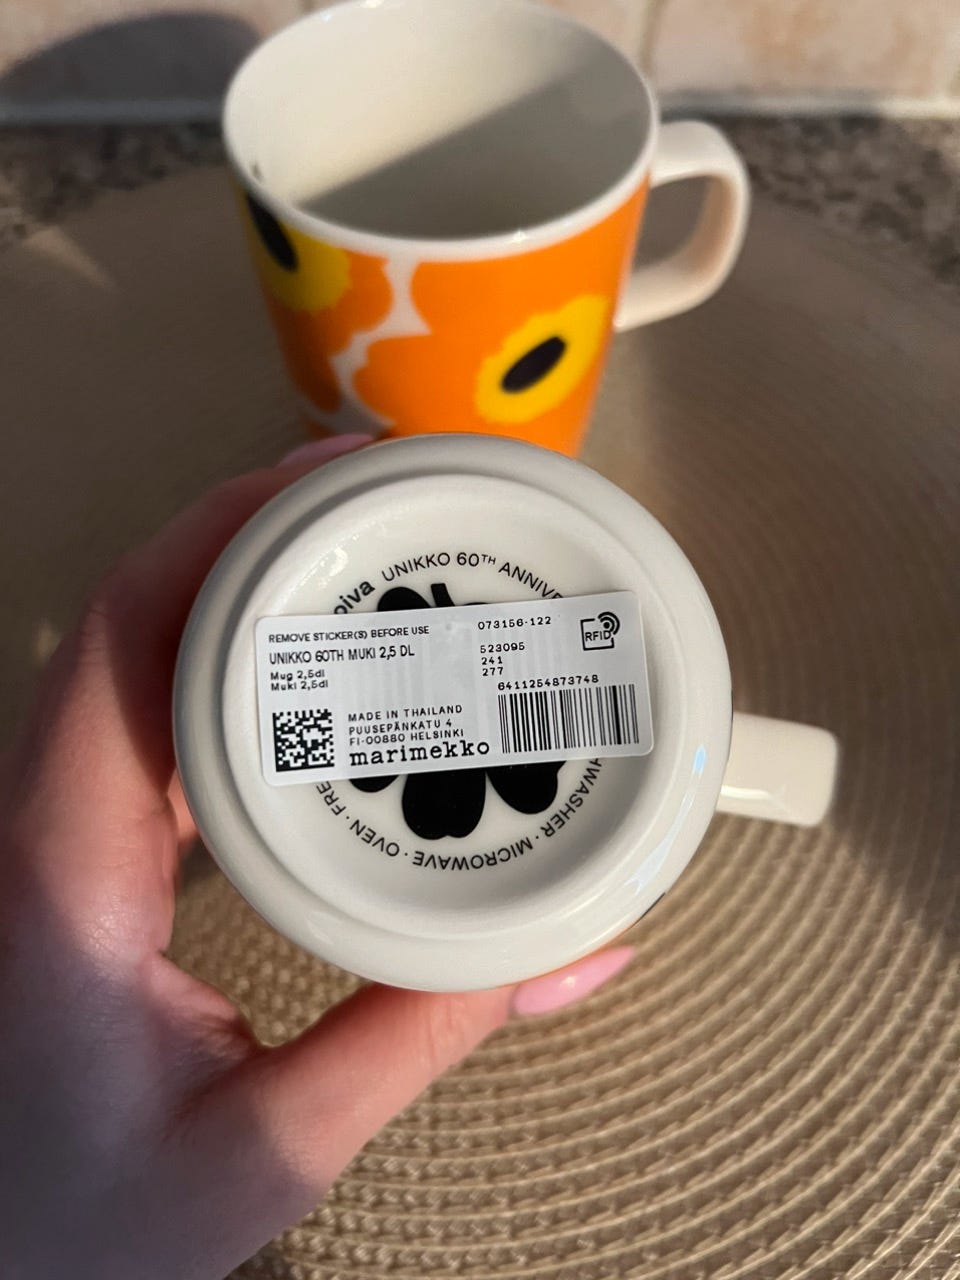 oiva UNIKKO 60TH ANNIVE
REMOVE STICKER(S) BEFORE USE
UNIKKO 60TH MUKI 2,5 DL
Mug 2,5dl
Muki 2,5dl
073156-122
523095
241
277
RFID
6411254873748
MADE IN THAILAND
PUUSEPÄNKATU 4
FI-00880 HELSINKI
marimekko
HWASHER · MICROWAVE · OVEN · FRE